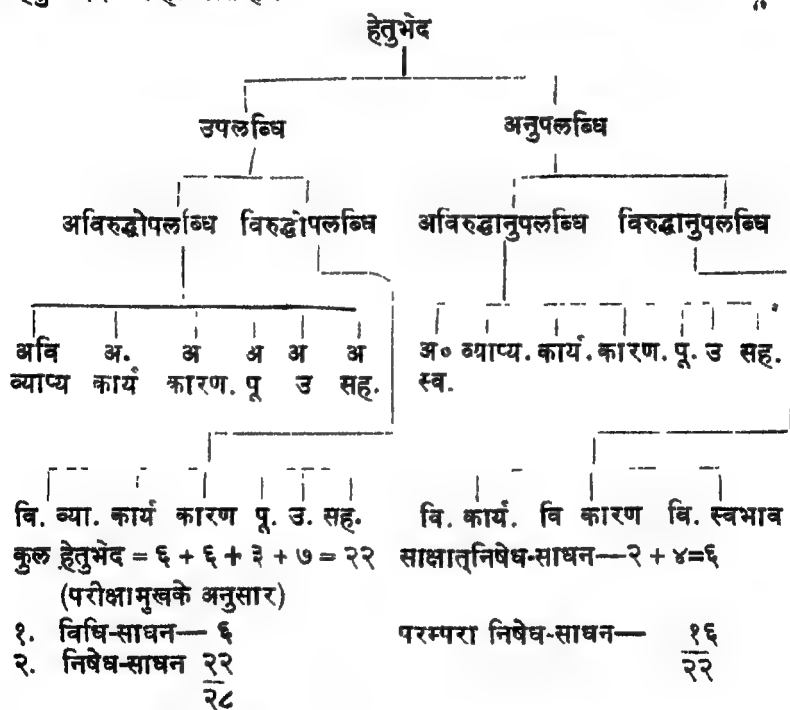 हेतुभेद
उपलब्धि अनुपलब्धि
अविरुद्धोपलब्धि विरुद्धोपलब्धि अविरुद्धानुपलब्धि विरुद्धानुपलब्धि
अवि अ. अ अ अ अ अ० व्याप्य. कार्य. कारण. पू. उ सह.
व्याप्य कार्य कारण. पू उ सह. स्व.
वि. व्या. कार्य कारण पू. उ. सह. वि. कार्य. वि कारण वि. स्वभाव
कुल हेतुभेद = ६ + ६ + ३ + ७ = २२ साक्षात्निषेध-साधन—२ + ४=६
(परीक्षामुखके अनुसार)
१. विधि-साधन— ६ परम्परा निषेध-साधन— १६
२. निषेध-साधन २२ २२
२८